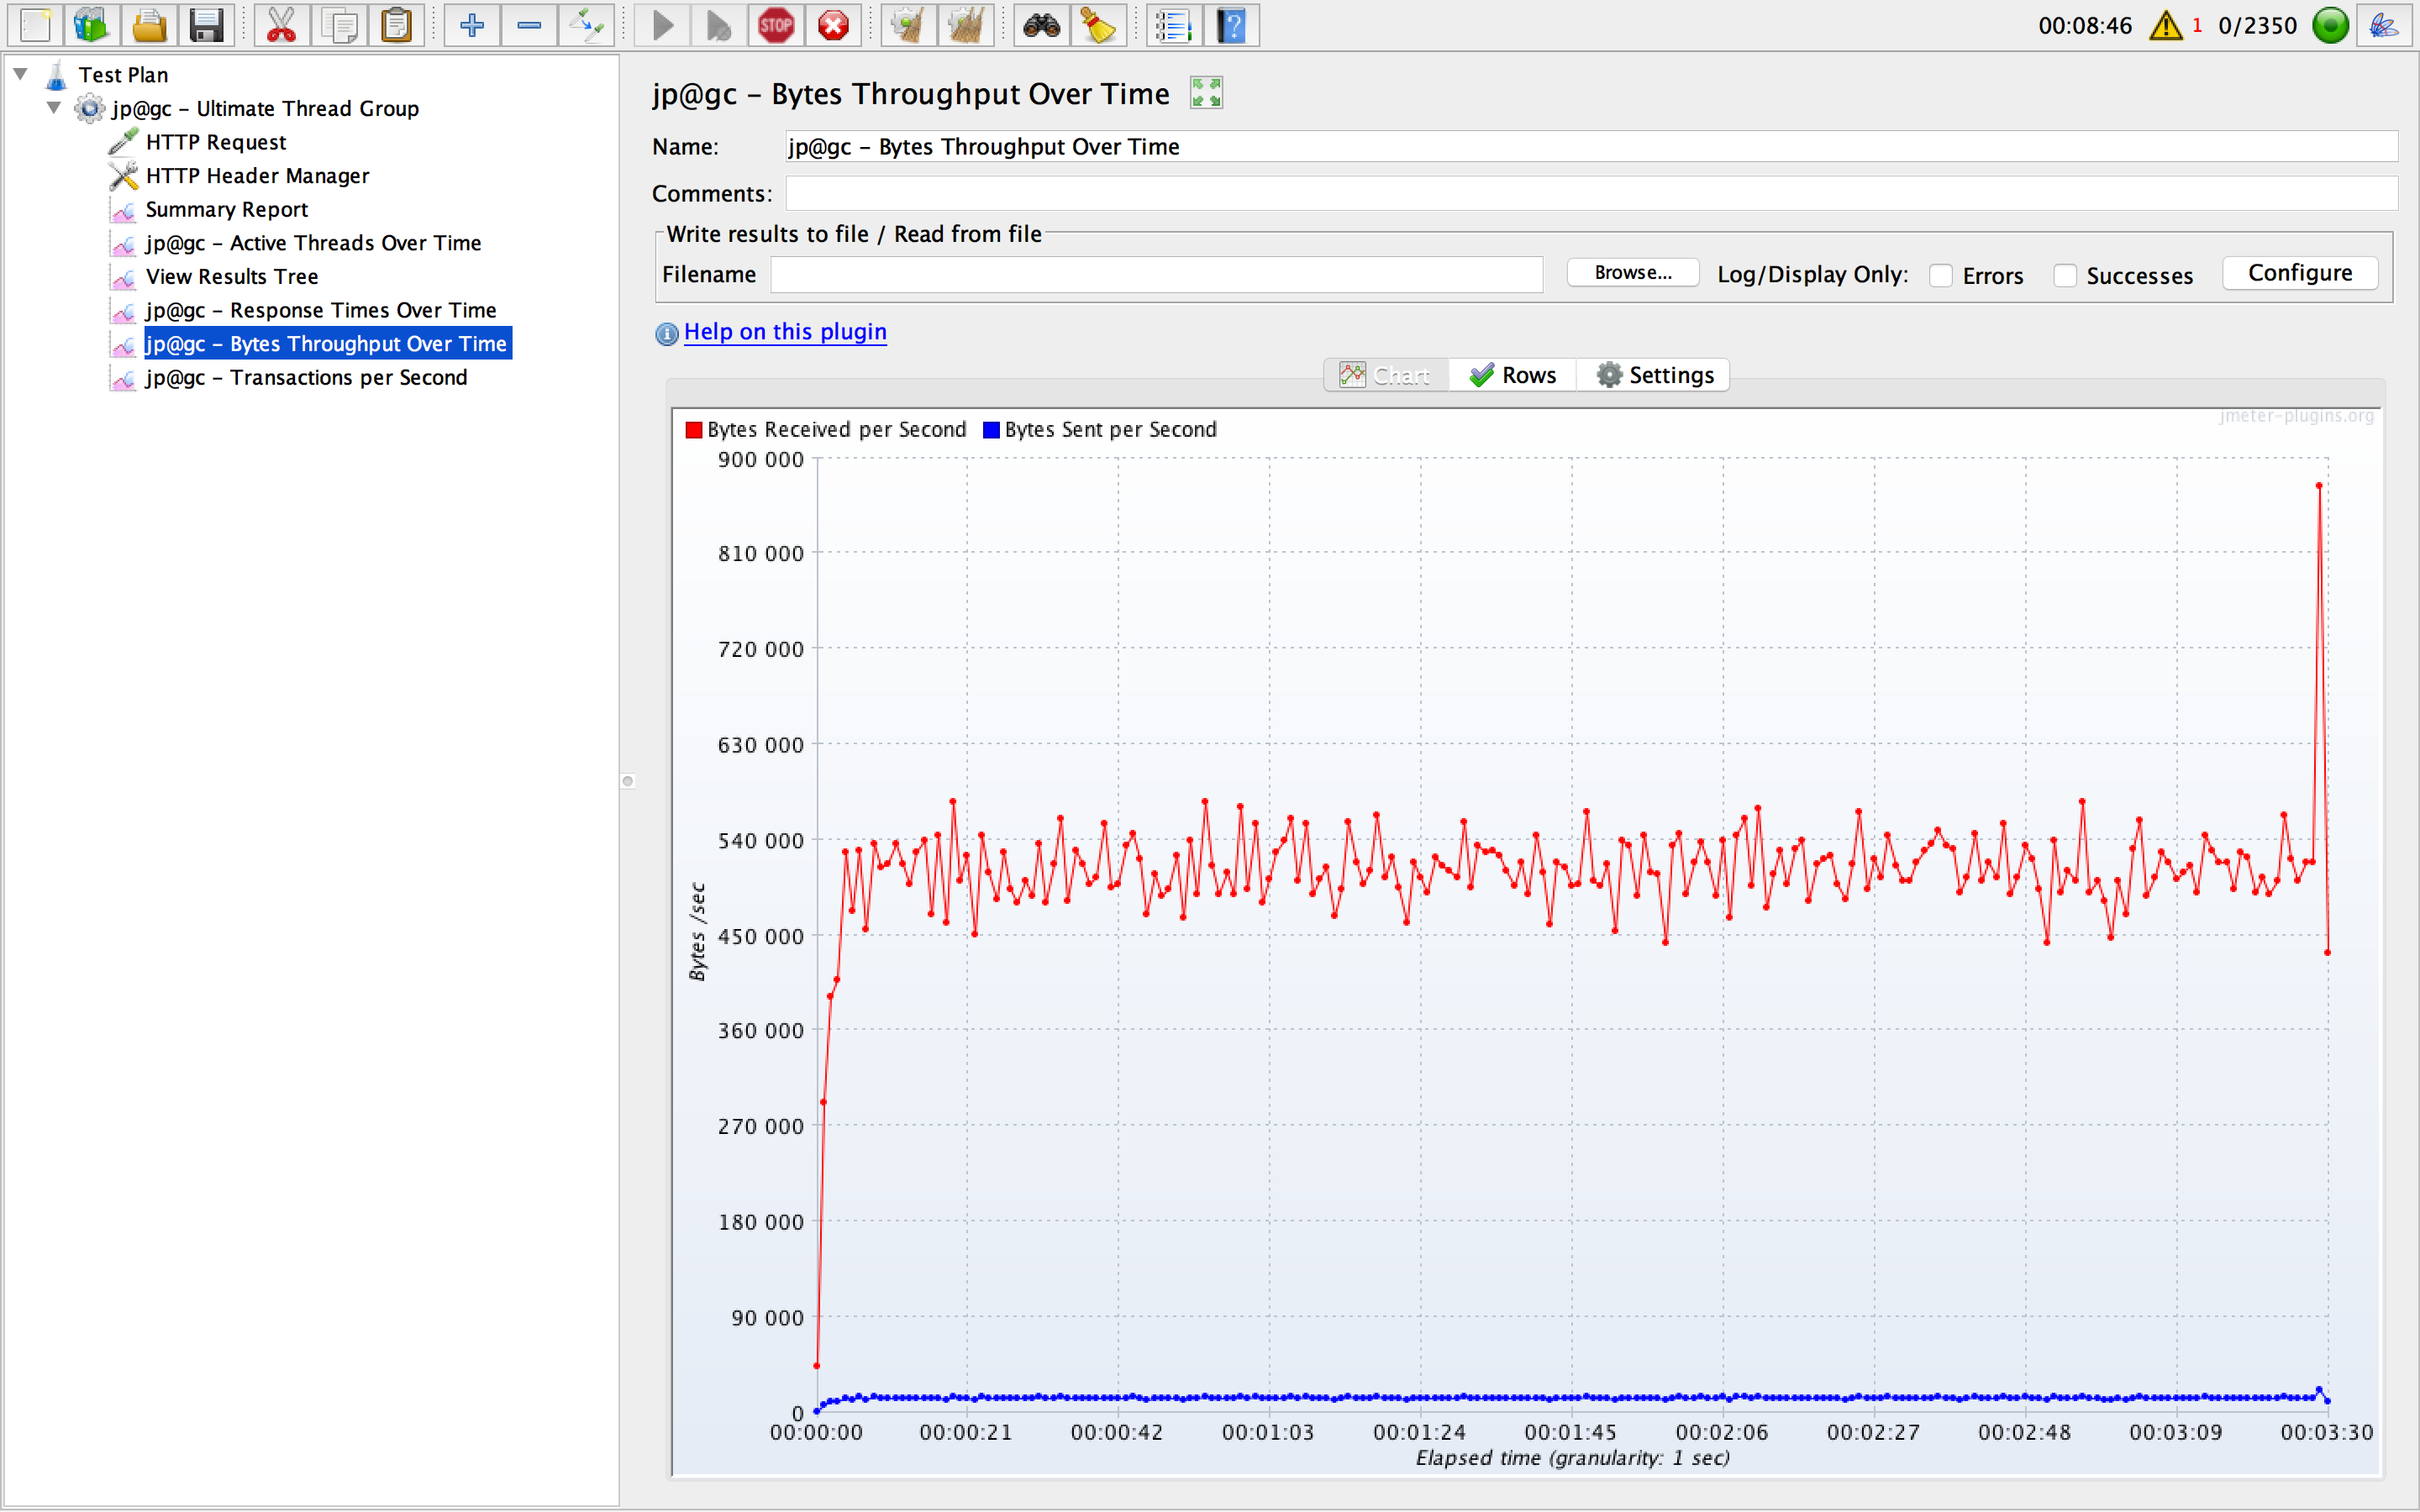 STOP
00:08:46 1 0/2350
Test Plan
jp@gc – Ultimate Thread Group
HTTP Request
HTTP Header Manager
Summary Report
jp@gc – Active Threads Over Time
View Results Tree
jp@gc – Response Times Over Time
jp@gc – Bytes Throughput Over Time
jp@gc – Transactions per Second
jp@gc – Bytes Throughput Over Time
Name: jp@gc – Bytes Throughput Over Time
Comments:
Write results to file / Read from file
Filename Browse... Log/Display Only: Errors Successes Configure
Help on this plugin
Chart Rows Settings
jmeter-plugins.org
Bytes Received per Second Bytes Sent per Second
900 000
810 000
720 000
630 000
540 000
450 000
360 000
270 000
180 000
90 000
0
Bytes /sec
00:00:00 00:00:21 00:00:42 00:01:03 00:01:24 00:01:45 00:02:06 00:02:27 00:02:48 00:03:09 00:03:30
Elapsed time (granularity: 1 sec)